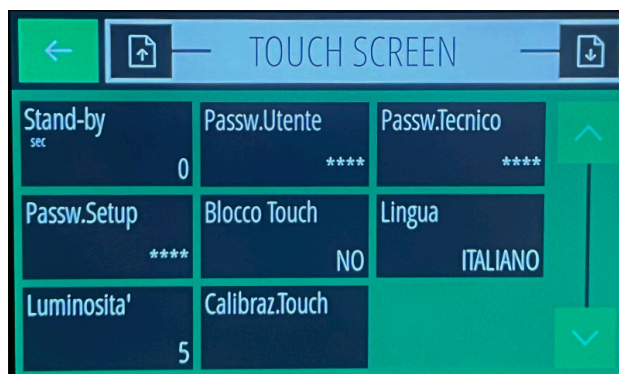 TOUCH SCREEN
Stand-by
sec
0
Passw.Utente
****
Passw.Tecnico
****
Passw.Setup
****
Blocco Touch
NO
Lingua
ITALIANO
Luminosita'
5
Calibraz.Touch